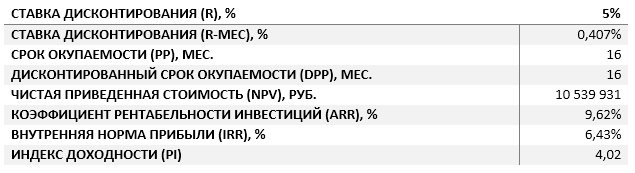 СТАВКА ДИСКОНТИРОВАНИЯ (R), % 5%
СТАВКА ДИСКОНТИРОВАНИЯ (R-МЕС), % 0,407%
СРОК ОКУПАЕМОСТИ (PP), МЕС. 16
ДИСКОНТИРОВАННЫЙ СРОК ОКУПАЕМОСТИ (DPP), МЕС. 16
ЧИСТАЯ ПРИВЕДЕННАЯ СТОИМОСТЬ (NPV), РУБ. 10 539 931
КОЭФФИЦИЕНТ РЕНТАБЕЛЬНОСТИ ИНВЕСТИЦИЙ (ARR), % 9,62%
ВНУТРЕННЯЯ НОРМА ПРИБЫЛИ (IRR), % 6,43%
ИНДЕКС ДОХОДНОСТИ (PI) 4,02